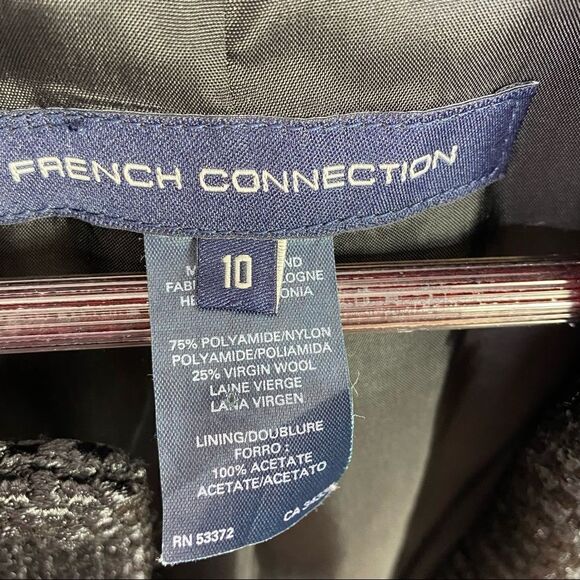 FRENCH CONNECTION
10
75% POLYAMIDE/NYLON
POLYAMIDE/POLIAMIDA
25% VIRGIN WOOL
LAINE VIERGE
LANA VIRGEN
LINING/DOUBLURE
FORRO:
100% ACETATE
ACETATE/ACETATO
RN 53372
CA